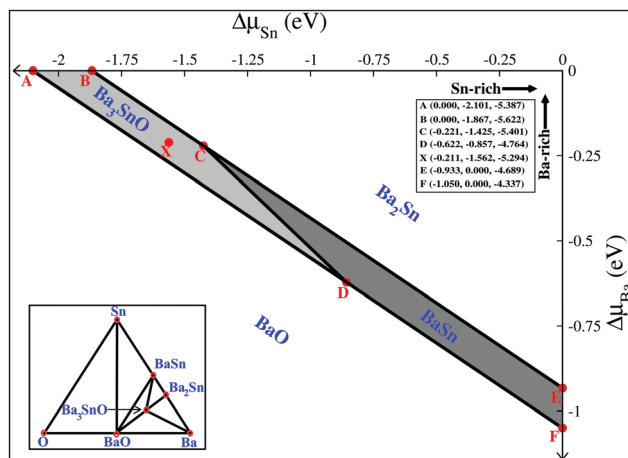 Δμ_Sn (eV)
-2 -1.75 -1.5 -1.25 -1 -0.75 -0.5 -0.25 0
0
A
B
Sn-rich
Ba-rich
A (0.000, -2.101, -5.387)
B (0.000, -1.867, -5.622)
C (-0.221, -1.425, -5.401)
D (-0.622, -0.857, -4.764)
X (-0.211, -1.562, -5.294)
E (-0.933, 0.000, -4.689)
F (-1.050, 0.000, -4.337)
Ba₃SnO
X
C
-0.25
Ba₂Sn
-0.5
D
BaO
BaSn
Δμ_Ba (eV)
-0.75
E
-1
F
Sn
BaSn
Ba₂Sn
Ba₃SnO
O BaO Ba